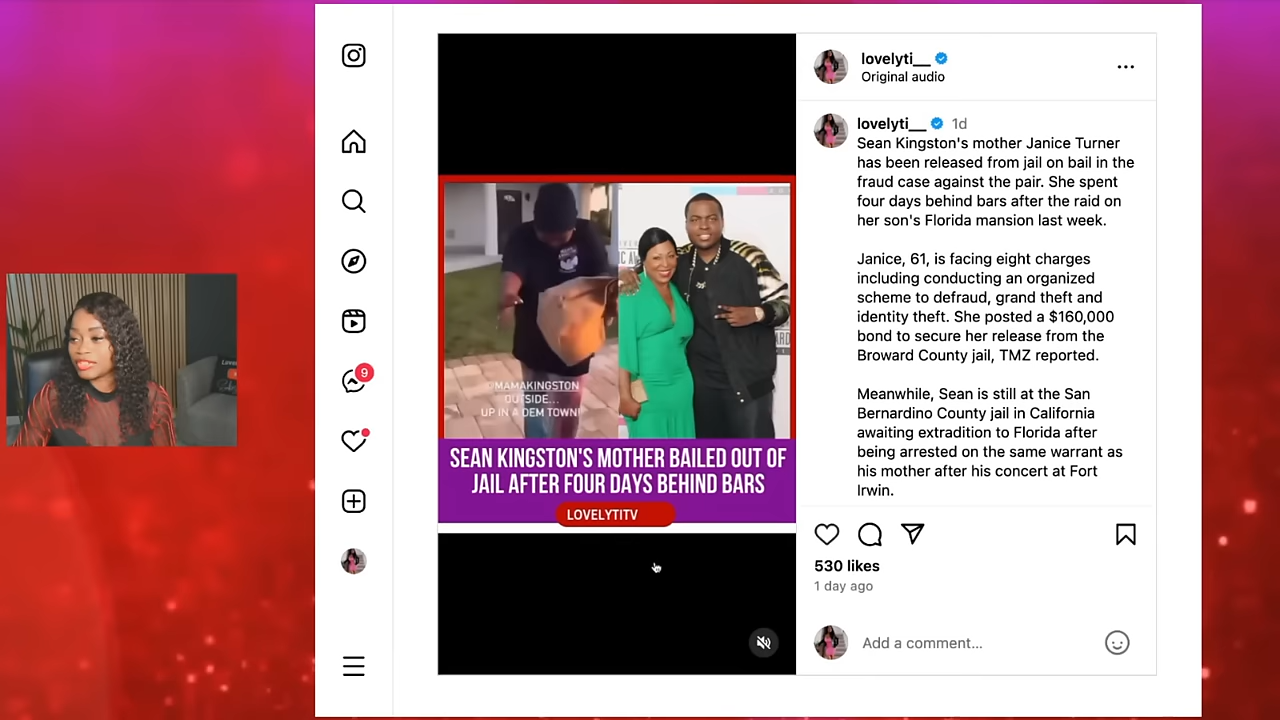 lovelyti__
Original audio
lovelyti__ 1d
Sean Kingston's mother Janice Turner
has been released from jail on bail in the
fraud case against the pair. She spent
four days behind bars after the raid on
her son's Florida mansion last week.
Janice, 61, is facing eight charges
including conducting an organized
scheme to defraud, grand theft and
identity theft. She posted a $160,000
bond to secure her release from the
Broward County jail, TMZ reported.
Meanwhile, Sean is still at the San
Bernardino County jail in California
awaiting extradition to Florida after
being arrested on the same warrant as
his mother after his concert at Fort
Irwin.
530 likes
1 day ago
Add a comment...
9
@MAMAKINGSTON
OUTSIDE...
UP IN A DEM TOWN!
SEAN KINGSTON'S MOTHER BAILED OUT OF
JAIL AFTER FOUR DAYS BEHIND BARS
LOVELYTITV